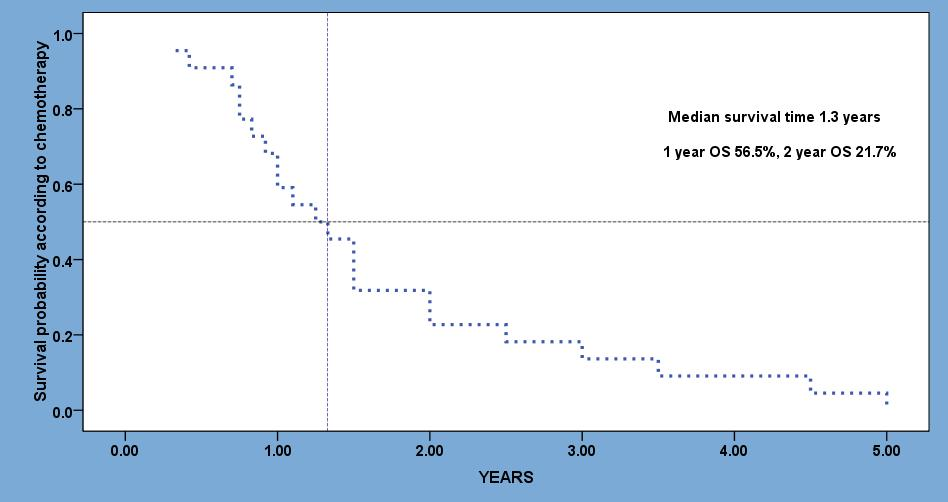 Survival probability according to chemotherapy
1.0
0.8
0.6
0.4
0.2
0.0
Median survival time 1.3 years
1 year OS 56.5%, 2 year OS 21.7%
0.00 1.00 2.00 3.00 4.00 5.00
YEARS